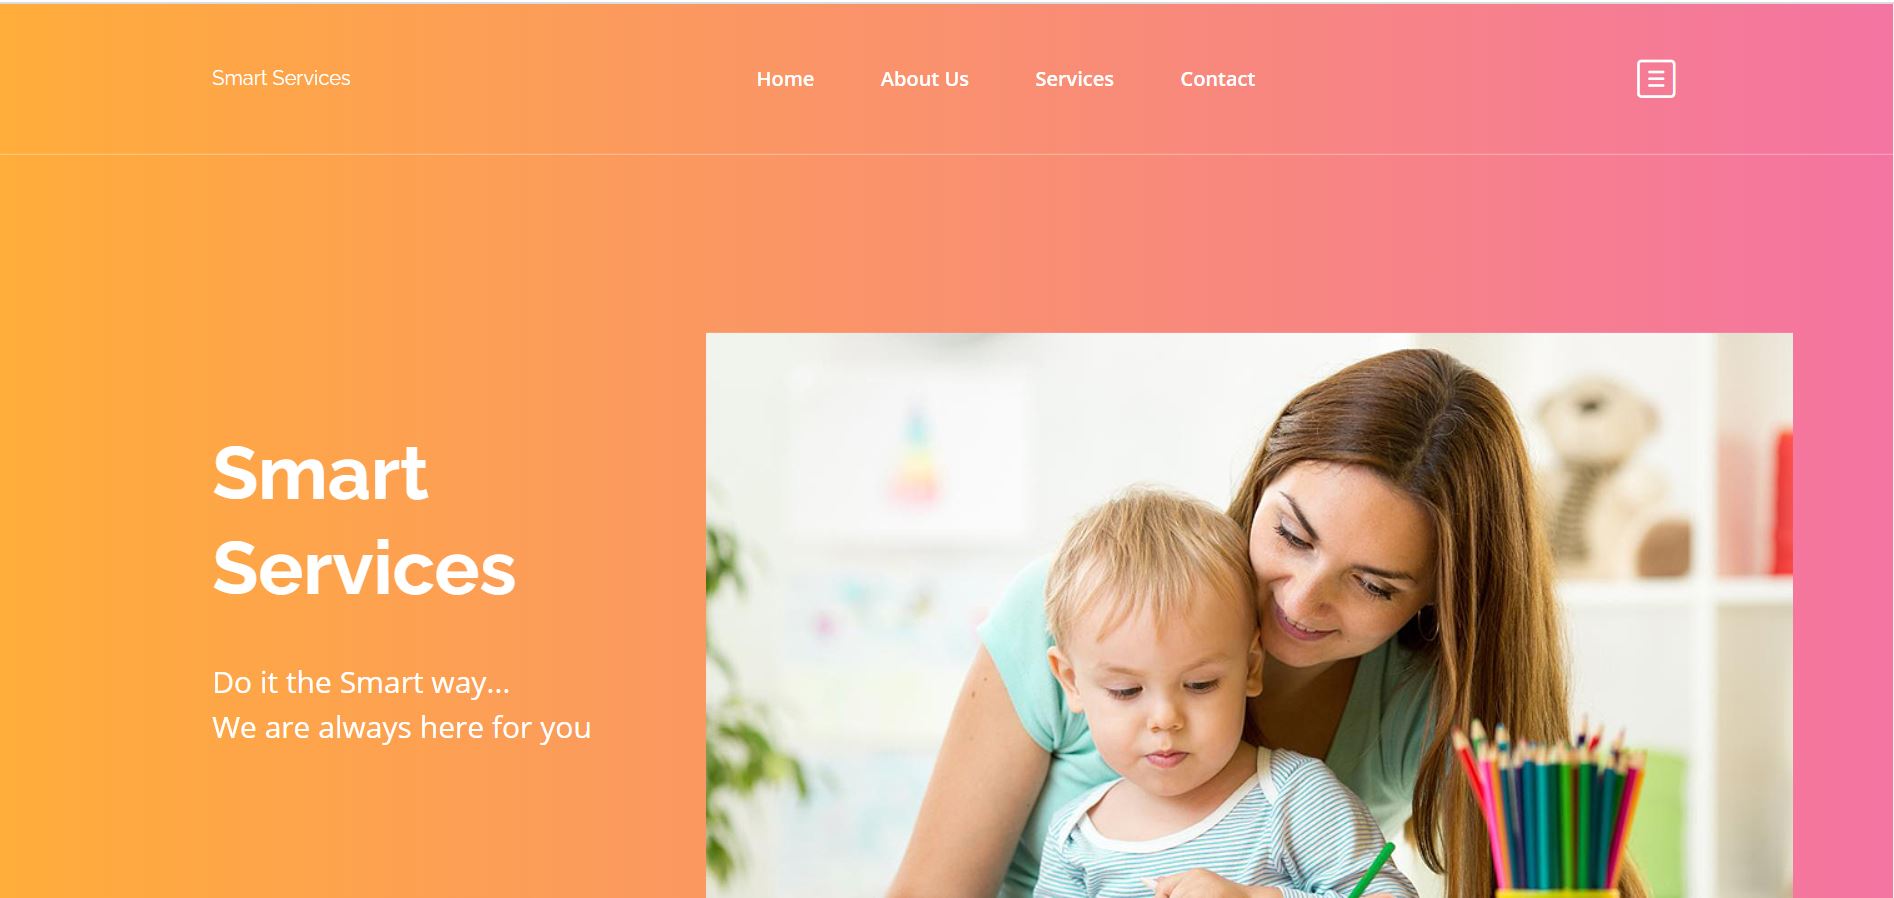 Smart Services
Home
About Us
Services
Contact
Smart
Services
Do it the Smart way...
We are always here for you